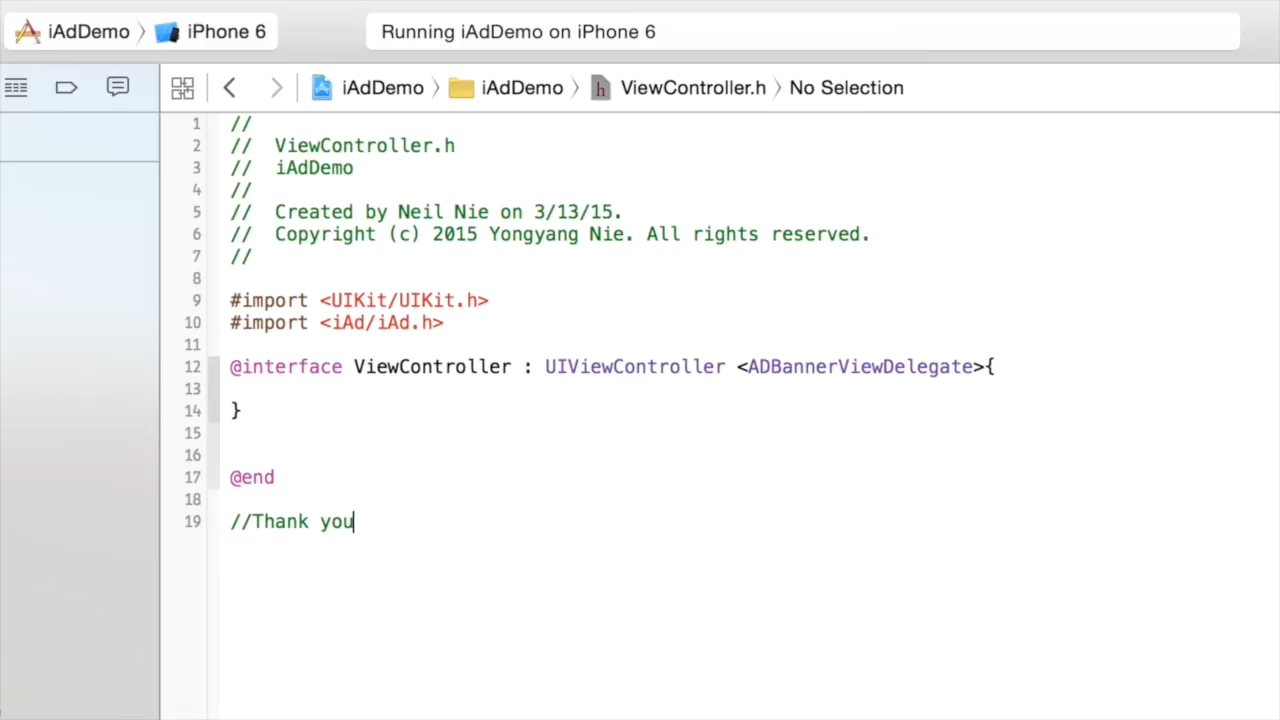 iAdDemo 〉 iPhone 6
Running iAdDemo on iPhone 6
iAdDemo 〉 iAdDemo 〉 h ViewController.h 〉 No Selection
1 //
2 //  ViewController.h
3 //  iAdDemo
4 //
5 //  Created by Neil Nie on 3/13/15.
6 //  Copyright (c) 2015 Yongyang Nie. All rights reserved.
7 //
8
9 #import <UIKit/UIKit.h>
10 #import <iAd/iAd.h>
11
12 @interface ViewController : UIViewController <ADBannerViewDelegate>{
13
14 }
15
16
17 @end
18
19 //Thank you